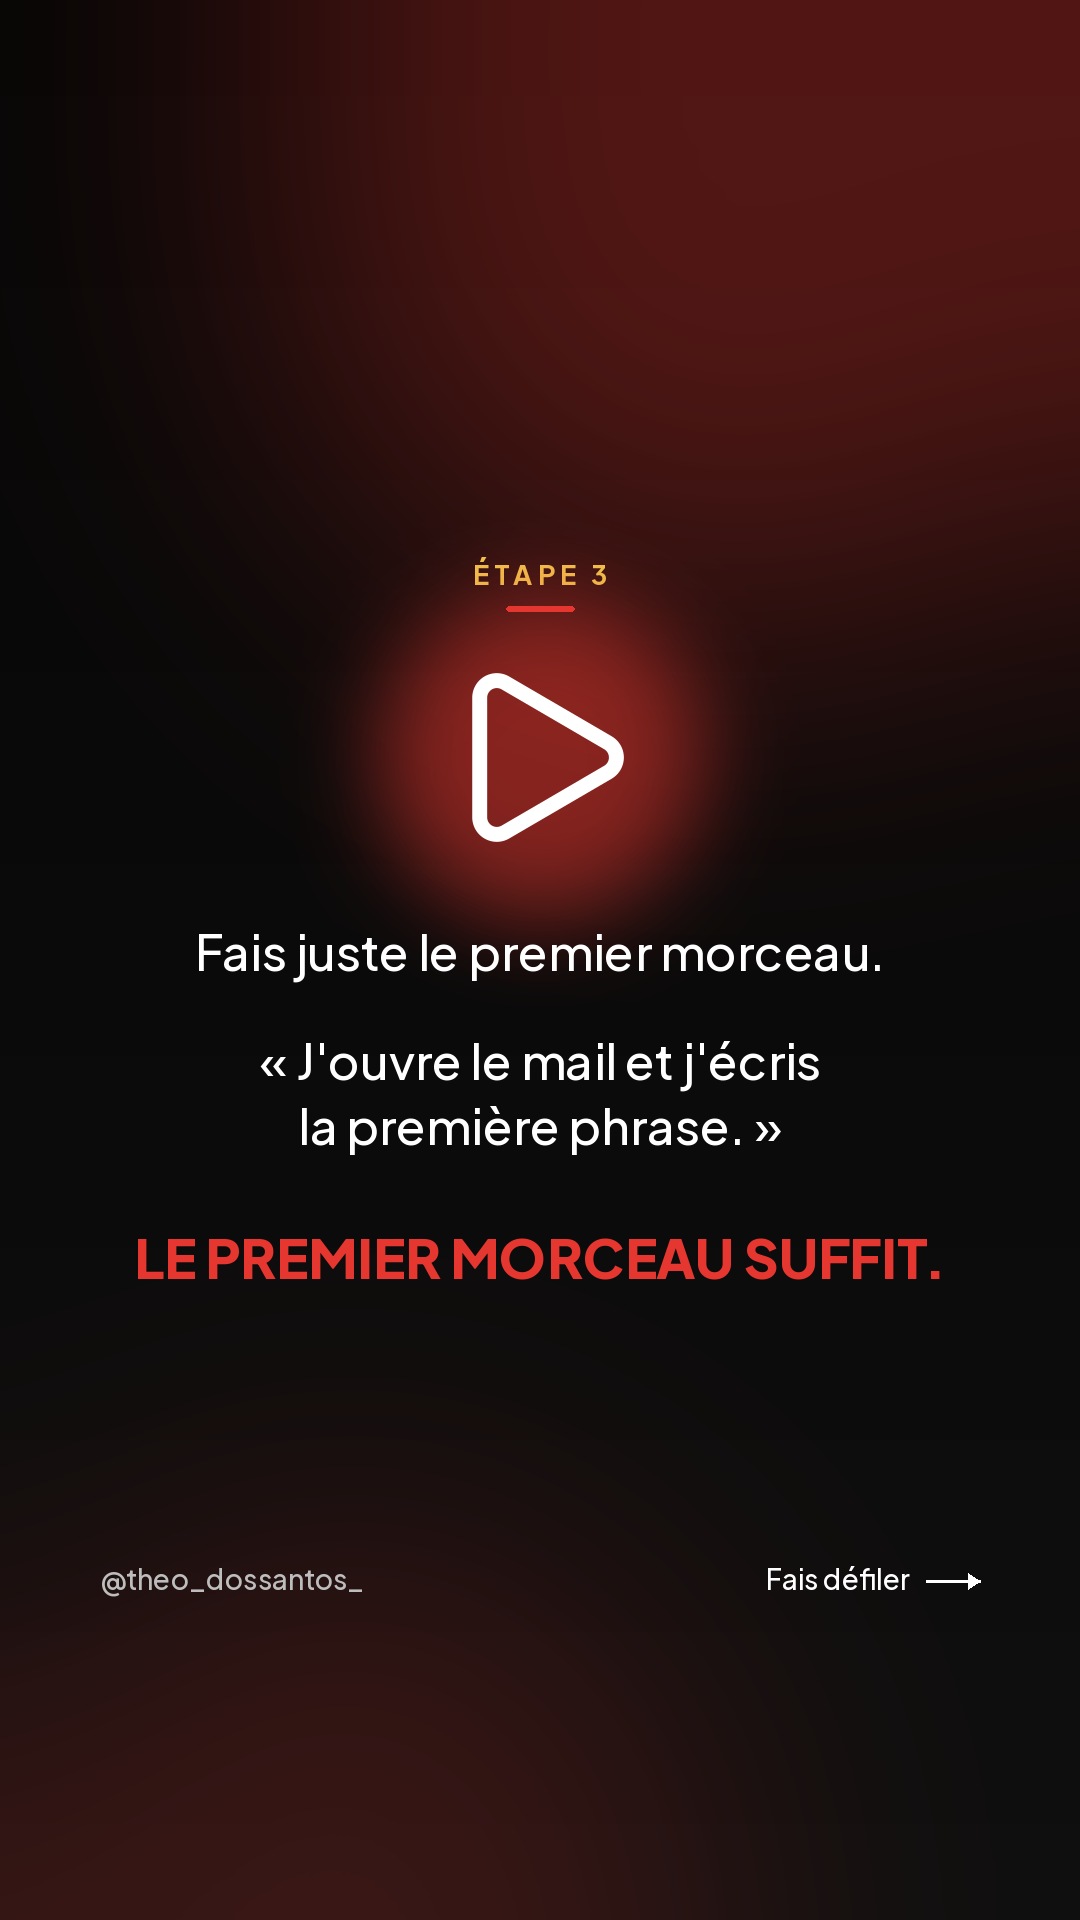 ÉTAPE 3
Fais juste le premier morceau.
« J'ouvre le mail et j'écris
la première phrase. »
LE PREMIER MORCEAU SUFFIT.
@theo_dossantos_
Fais défiler